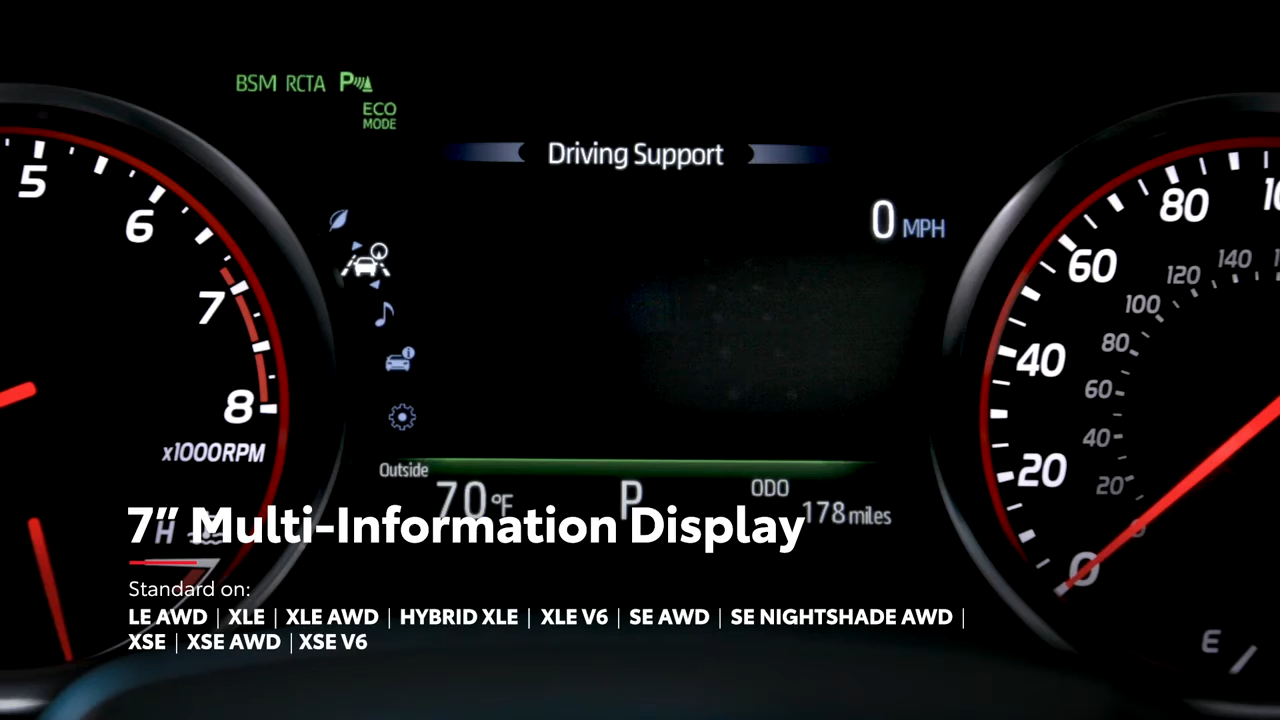 BSM RCTA P
ECO
MODE
Driving Support
0 MPH
5
6
7
8
x1000RPM
H
Outside
70°F
P
ODO
178 miles
80
10
60
40
20
0
140
120
100
80
60
40
20
0
E
7” Multi-Information Display
Standard on:
LE AWD | XLE | XLE AWD | HYBRID XLE | XLE V6 | SE AWD | SE NIGHTSHADE AWD |
XSE | XSE AWD | XSE V6